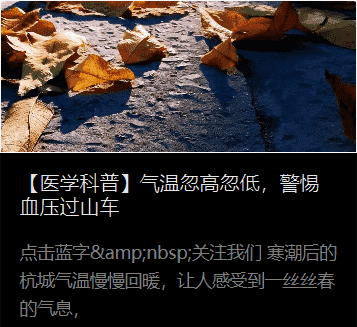 【医学科普】气温忽高忽低，警惕
血压过山车
点击蓝字&amp;nbsp;关注我们 寒潮后的
杭城气温慢慢回暖，让人感受到一丝丝春
的气息，